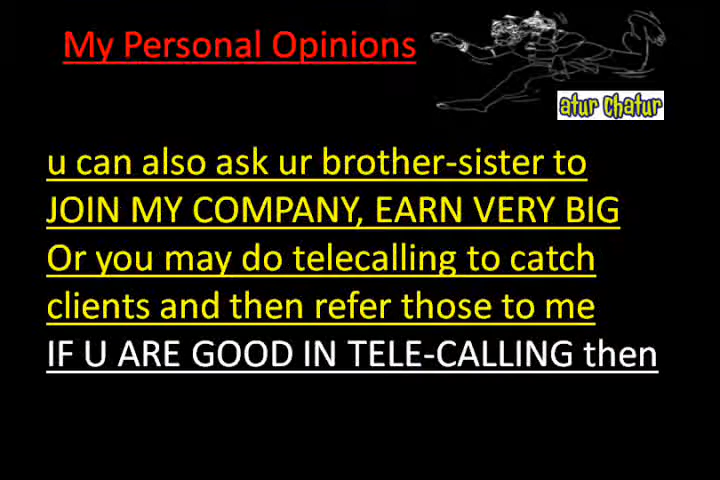 My Personal Opinions
atur chatur
u can also ask ur brother-sister to
JOIN MY COMPANY, EARN VERY BIG
Or you may do telecalling to catch
clients and then refer those to me
IF U ARE GOOD IN TELE-CALLING then